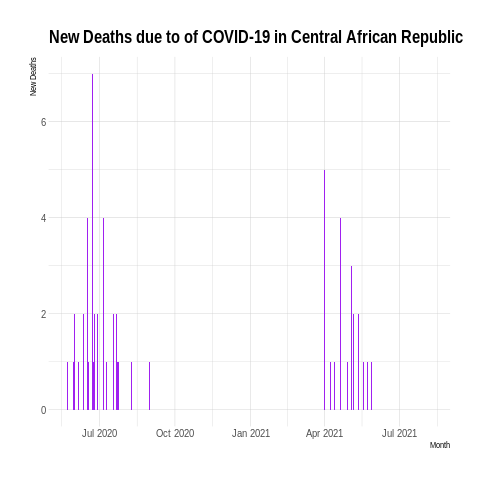 New Deaths due to of COVID-19 in Central African Republic
New Deaths
6
4
2
0
Jul 2020 Oct 2020 Jan 2021 Apr 2021 Jul 2021
Month